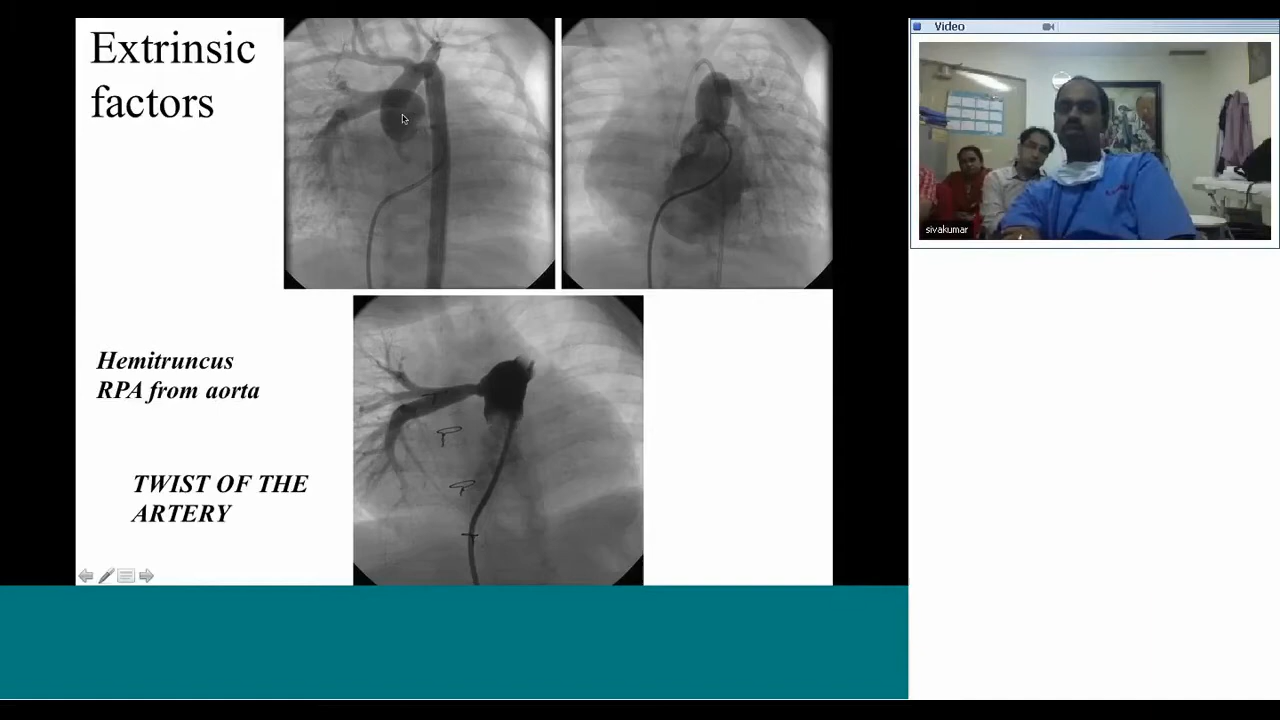 Extrinsic
factors
Hemitruncus
RPA from aorta
TWIST OF THE
ARTERY
Video
sivakumar